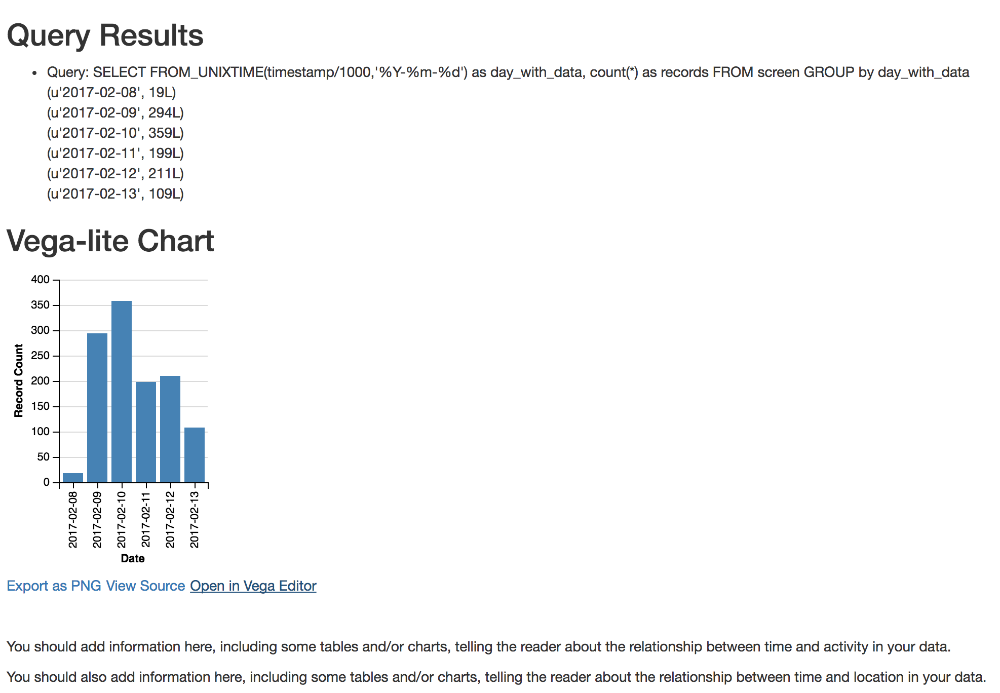 Query Results
• Query: SELECT FROM_UNIXTIME(timestamp/1000,'%Y-%m-%d') as day_with_data, count(*) as records FROM screen GROUP by day_with_data
(u'2017-02-08', 19L)
(u'2017-02-09', 294L)
(u'2017-02-10', 359L)
(u'2017-02-11', 199L)
(u'2017-02-12', 211L)
(u'2017-02-13', 109L)
Vega-lite Chart
400
350
300
250
200
150
100
50
0
Record Count
2017-02-08
2017-02-09
2017-02-10
2017-02-11
2017-02-12
2017-02-13
Date
Export as PNG View Source Open in Vega Editor
You should add information here, including some tables and/or charts, telling the reader about the relationship between time and activity in your data.
You should also add information here, including some tables and/or charts, telling the reader about the relationship between time and location in your data.